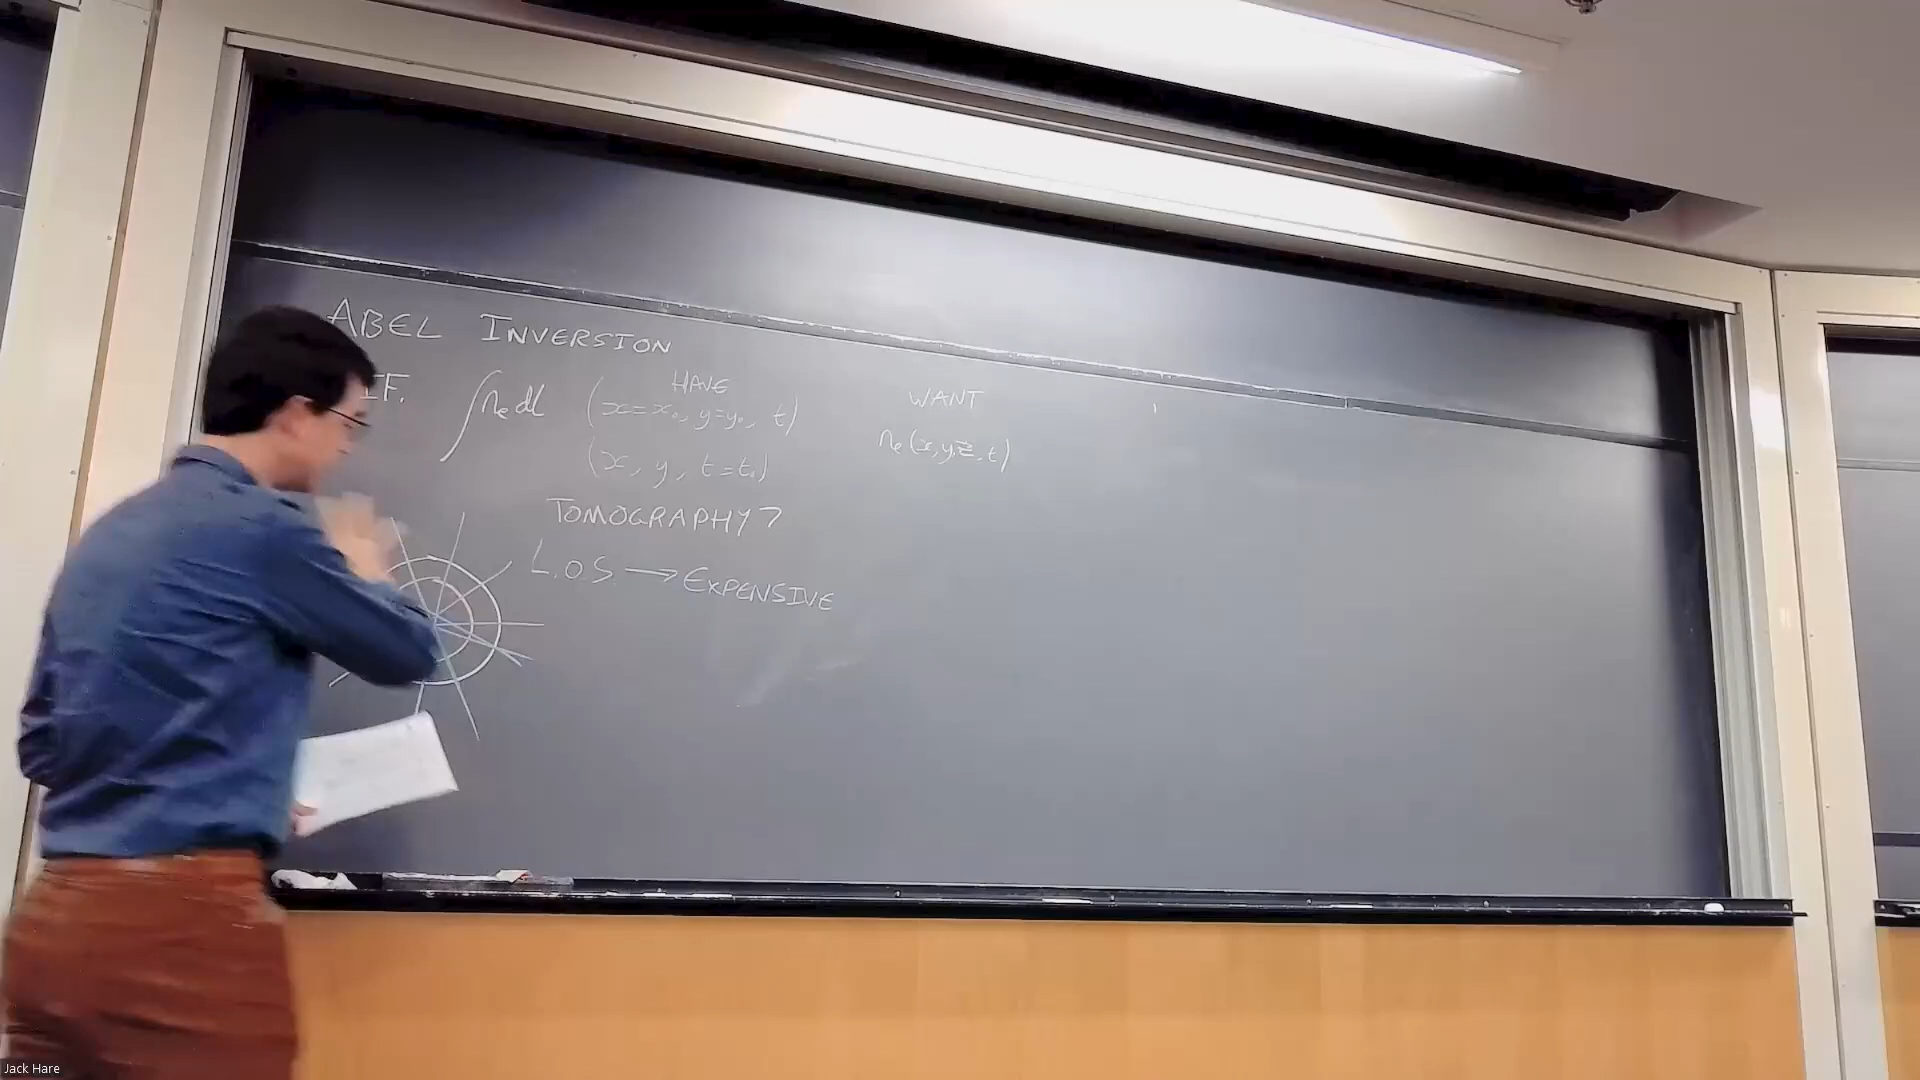 ABEL INVERSION
HAVE
IF. ∫nₑdl (x=x₀, y=y₀, t)
WANT
(x, y, t=t₀)
nₑ(x,y,z,t)
TOMOGRAPHY?
L.O.S. → EXPENSIVE
Jack Hare